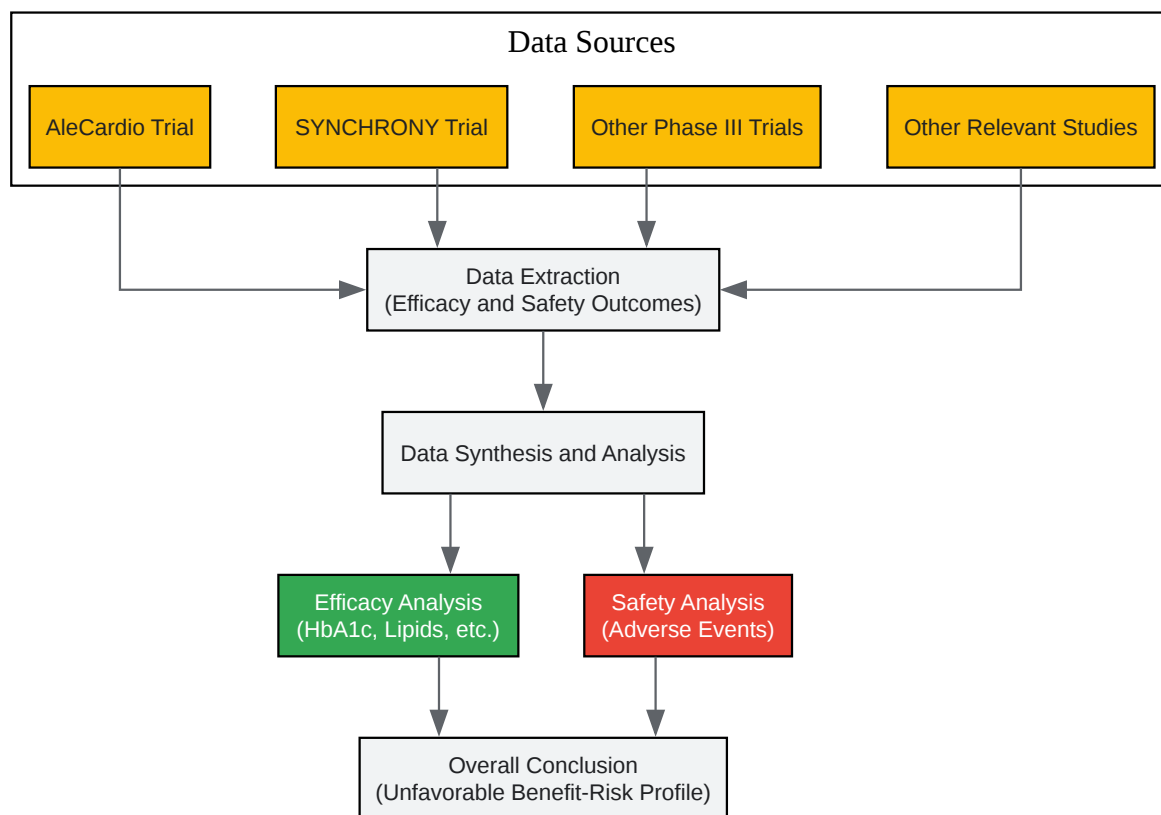 Data Sources
AleCardio Trial
SYNCHRONY Trial
Other Phase III Trials
Other Relevant Studies
Data Extraction
(Efficacy and Safety Outcomes)
Data Synthesis and Analysis
Efficacy Analysis
(HbA1c, Lipids, etc.)
Safety Analysis
(Adverse Events)
Overall Conclusion
(Unfavorable Benefit-Risk Profile)